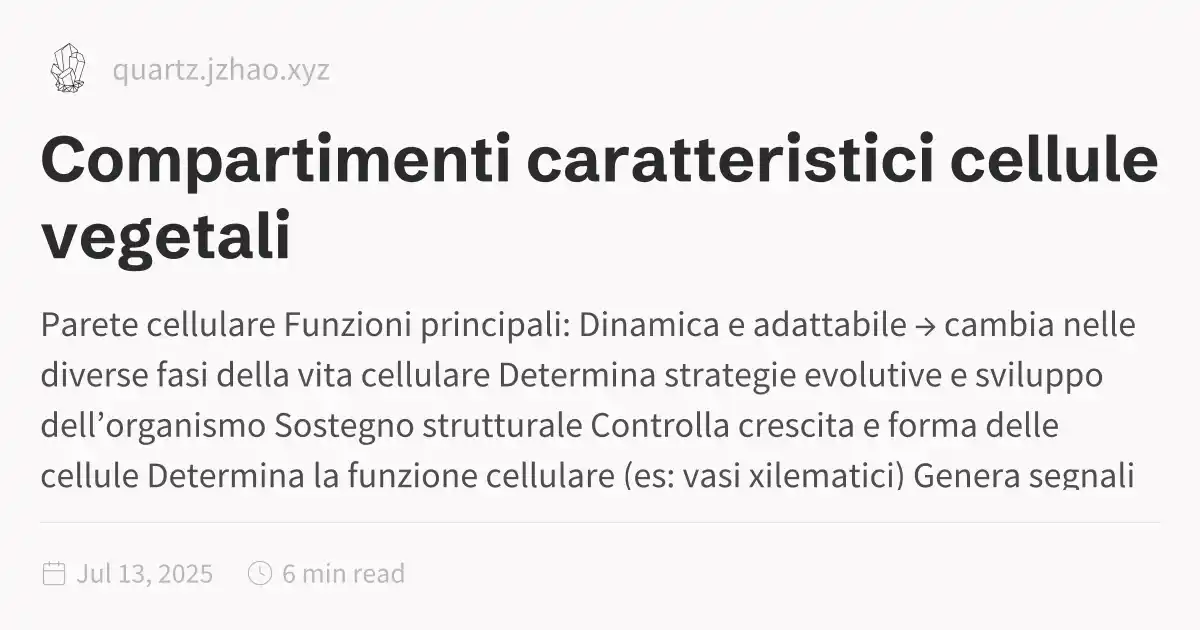 quartz.jzhao.xyz
Compartimenti caratteristici cellule
vegetali
Parete cellulare Funzioni principali: Dinamica e adattabile → cambia nelle
diverse fasi della vita cellulare Determina strategie evolutive e sviluppo
dell’organismo Sostegno strutturale Controlla crescita e forma delle
cellule Determina la funzione cellulare (es: vasi xilematici) Genera segnali
Jul 13, 2025 6 min read